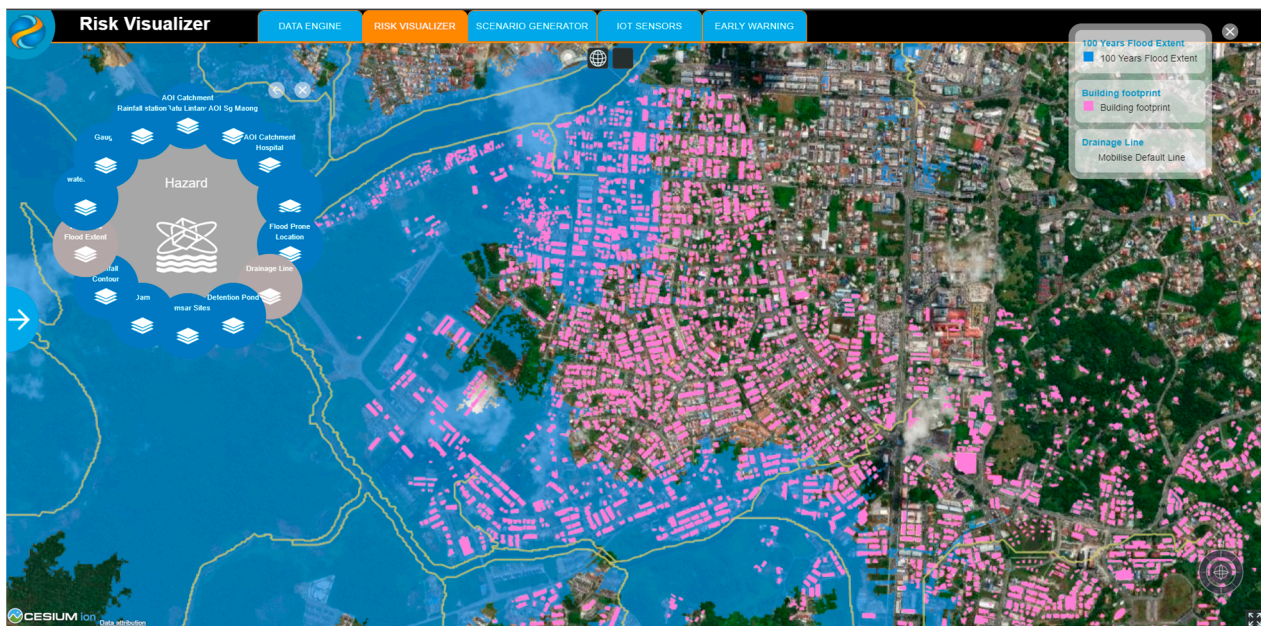 Risk Visualizer
DATA ENGINE
RISK VISUALIZER
SCENARIO GENERATOR
IOT SENSORS
EARLY WARNING
100 Years Flood Extent
100 Years Flood Extent
Building footprint
Building footprint
Drainage Line
Mobilise Default Line
AOI Catchment
Rainfall station
AOI Sg Maong
AOI Catchment
Hospital
Hazard
Flood Prone
Location
Flood Extent
Drainage Line
Contour
Detention Pond
Sites
CESIUM ion
Data attribution